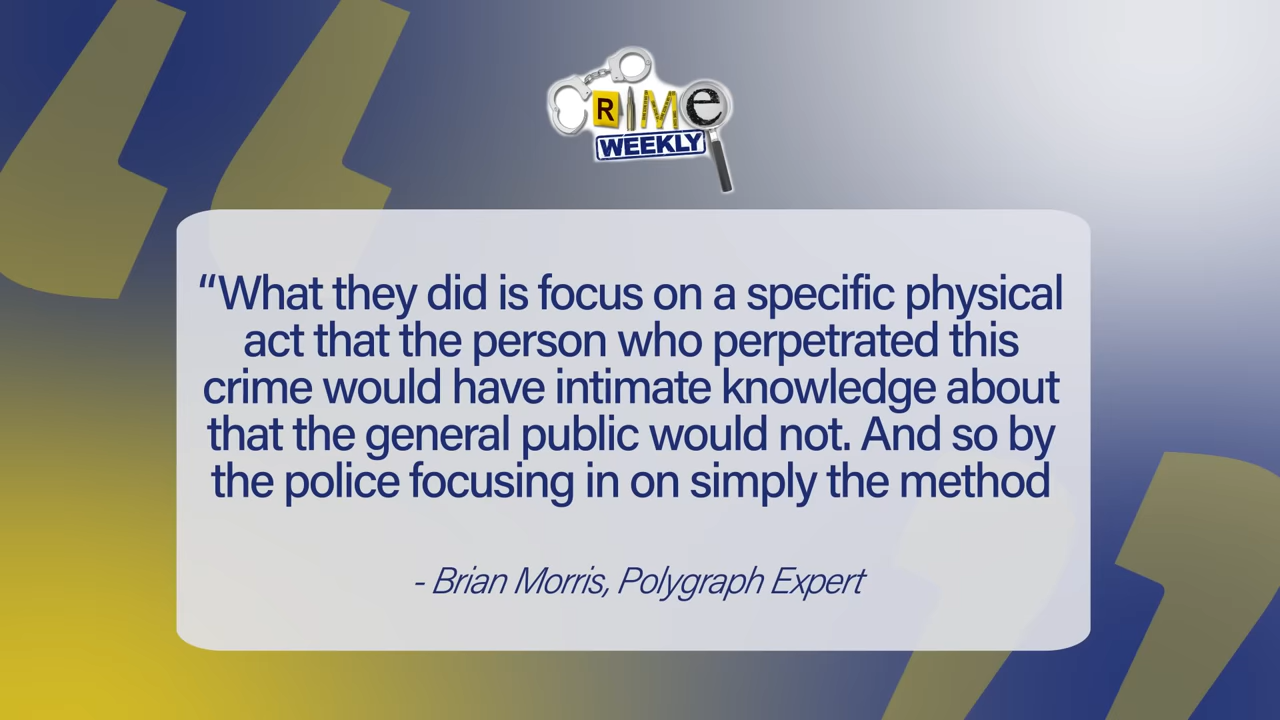 CRIME
WEEKLY
“What they did is focus on a specific physical
act that the person who perpetrated this
crime would have intimate knowledge about
that the general public would not. And so by
the police focusing in on simply the method
- Brian Morris, Polygraph Expert